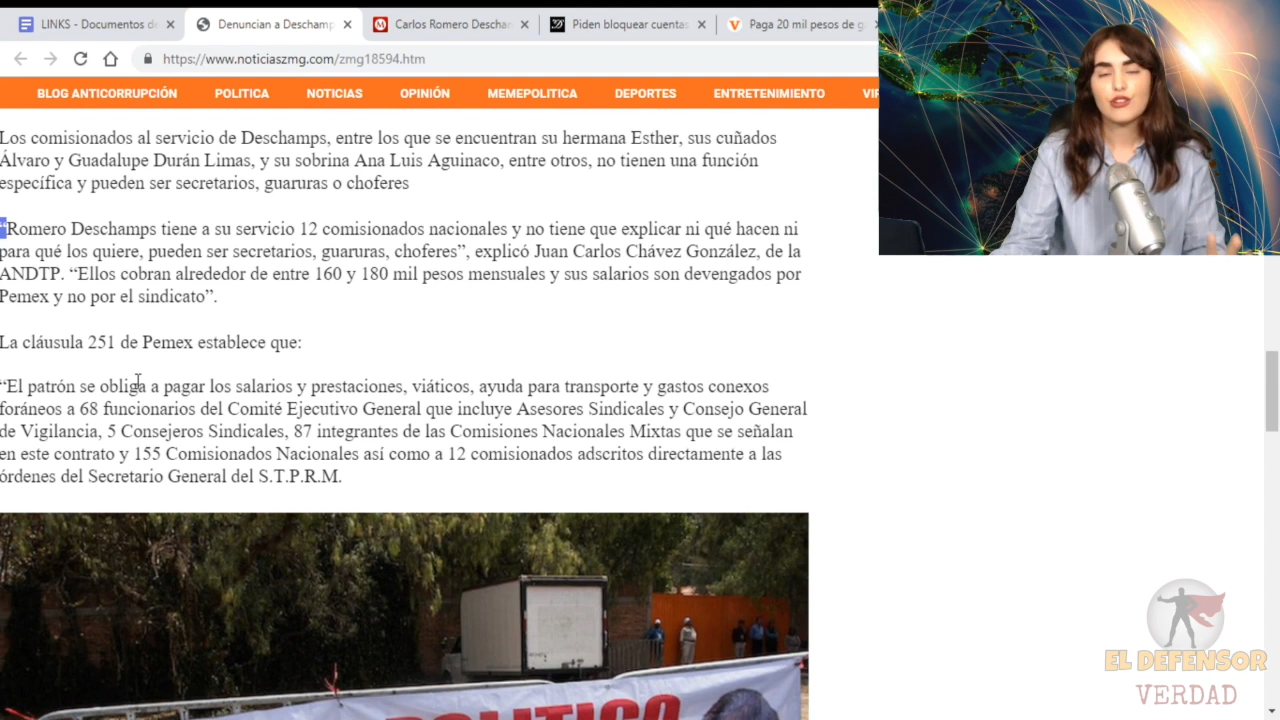 LINKS - Documentos de
Denuncian a Deschamp
Carlos Romero Descham
Piden bloquear cuentas
Paga 20 mil pesos de g
https://www.noticiaszmg.com/zmg18594.htm
BLOG ANTICORRUPCIÓN POLITICA NOTICIAS OPINIÓN MEMEPOLITICA DEPORTES ENTRETENIMIENTO VIR
Los comisionados al servicio de Deschamps, entre los que se encuentran su hermana Esther, sus cuñados
Álvaro y Guadalupe Durán Limas, y su sobrina Ana Luis Aguinaco, entre otros, no tienen una función
específica y pueden ser secretarios, guaruras o choferes
“Romero Deschamps tiene a su servicio 12 comisionados nacionales y no tiene que explicar ni qué hacen ni
para qué los quiere, pueden ser secretarios, guaruras, choferes”, explicó Juan Carlos Chávez González, de la
ANDTP. “Ellos cobran alrededor de entre 160 y 180 mil pesos mensuales y sus salarios son devengados por
Pemex y no por el sindicato”.
La cláusula 251 de Pemex establece que:
“El patrón se obliga a pagar los salarios y prestaciones, viáticos, ayuda para transporte y gastos conexos
foráneos a 68 funcionarios del Comité Ejecutivo General que incluye Asesores Sindicales y Consejo General
de Vigilancia, 5 Consejeros Sindicales, 87 integrantes de las Comisiones Nacionales Mixtas que se señalan
en este contrato y 155 Comisionados Nacionales así como a 12 comisionados adscritos directamente a las
órdenes del Secretario General del S.T.P.R.M.
POLITICO
EL DEFENSOR
VERDAD